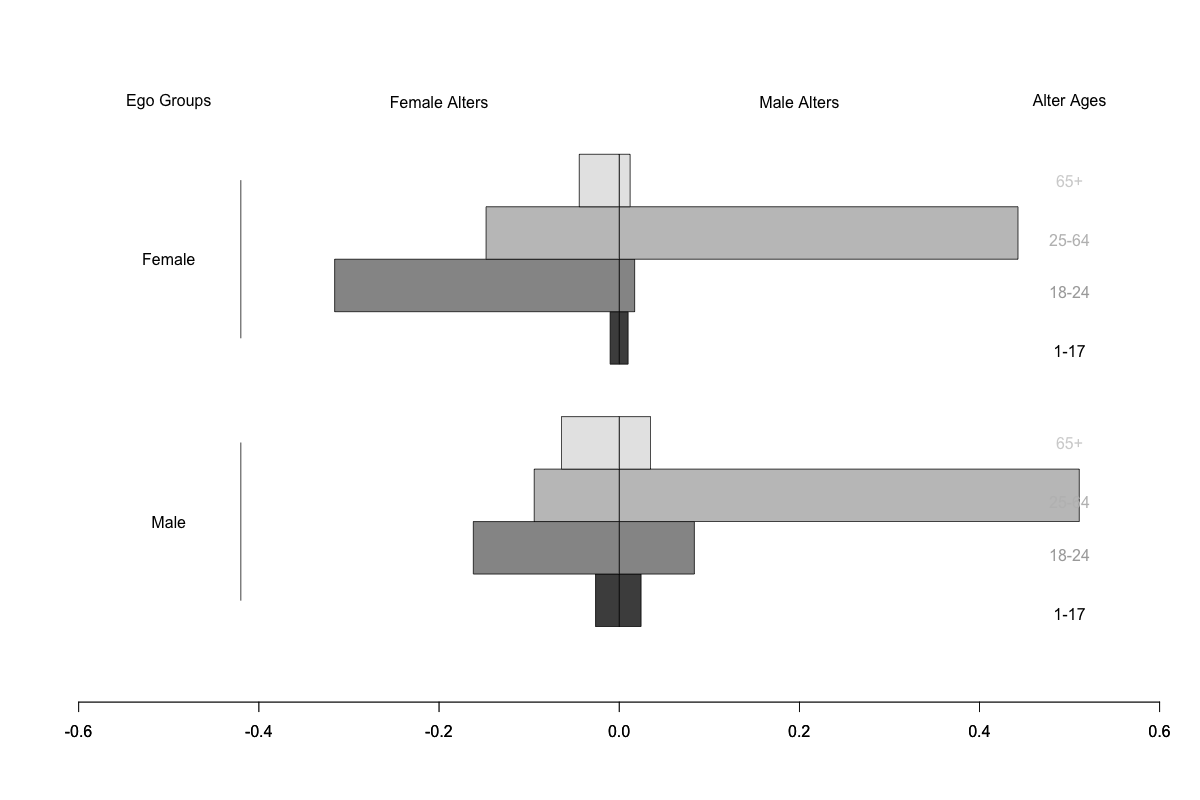 Ego Groups
Female Alters
Male Alters
Alter Ages
65+
25-64
Female
18-24
1-17
65+
25-64
Male
18-24
1-17
-0.6
-0.4
-0.2
0.0
0.2
0.4
0.6